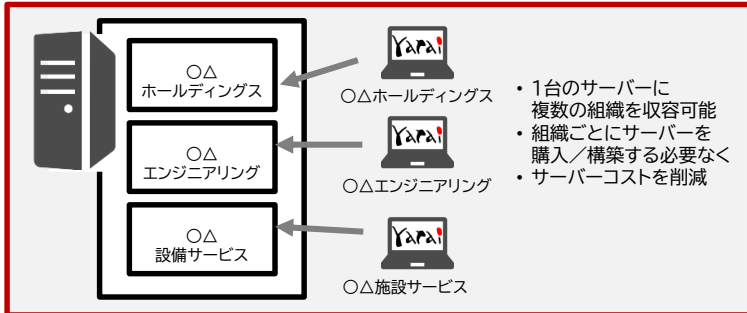 ○△
ホールディングス
○△
エンジニアリング
○△
設備サービス
Yarai
○△ホールディングス
Yarai
○△エンジニアリング
Yarai
○△施設サービス
• 1台のサーバーに
複数の組織を収容可能
• 組織ごとにサーバーを
購入／構築する必要なく
• サーバーコストを削減